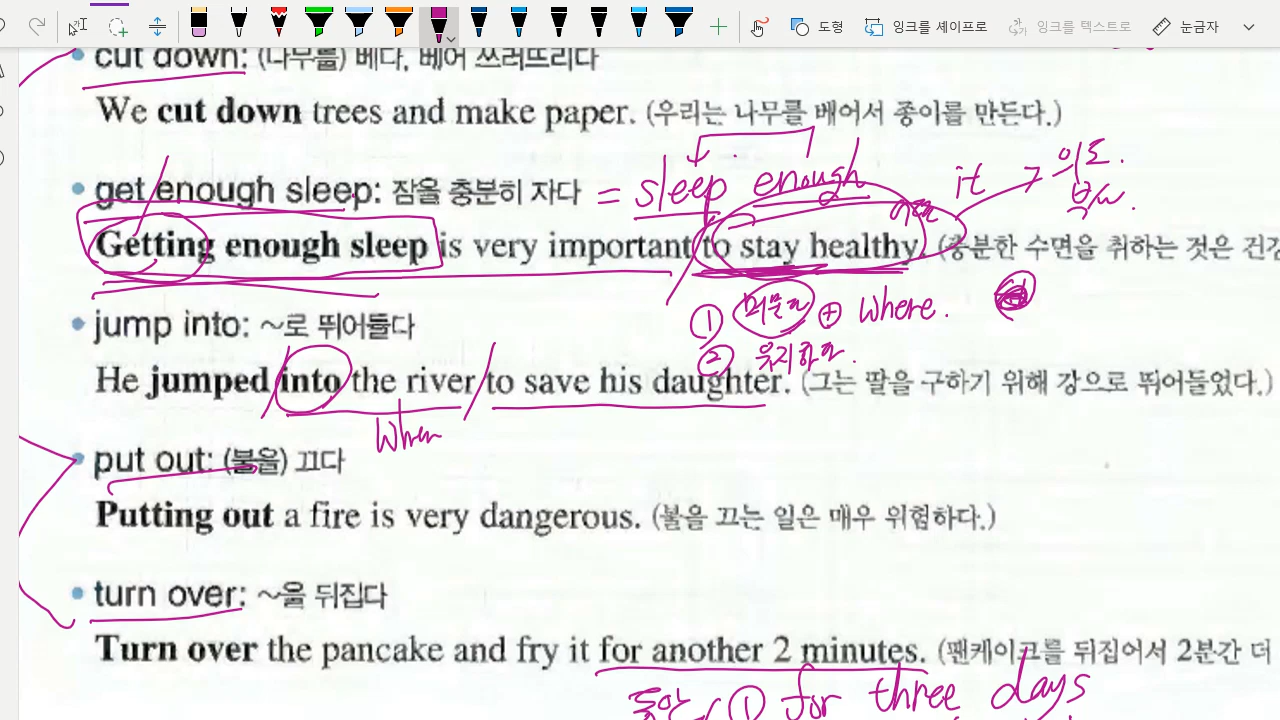 도형 잉크를 셰이프로 잉크를 텍스트로 눈금자
cut down: (나무를) 베다, 베어 쓰러뜨리다
We cut down trees and make paper. (우리는 나무를 베어서 종이를 만든다.)
get enough sleep: 잠을 충분히 자다 = sleep enough it
Getting enough sleep is very important to stay healthy. (충분한 수면을 취하는 것은 건강
① 머물다 + where.
② 유지하다.
jump into: ~로 뛰어들다
He jumped into the river to save his daughter. (그는 딸을 구하기 위해 강으로 뛰어들었다.)
put out: (불을) 끄다
Putting out a fire is very dangerous. (불을 끄는 일은 매우 위험하다.)
turn over: ~을 뒤집다
Turn over the pancake and fry it for another 2 minutes. (팬케이크를 뒤집어서 2분간 더
동안 ① for three days